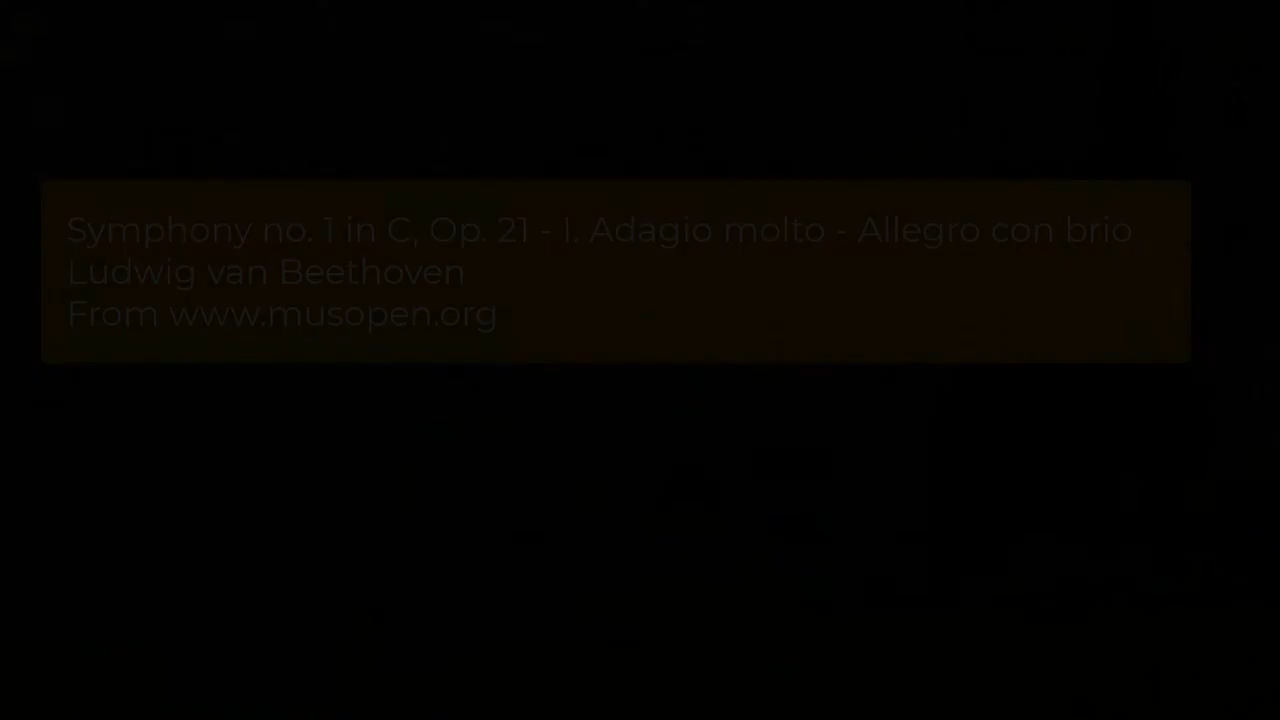 Symphony no. 1 in C, Op. 21 - I. Adagio molto - Allegro con brio
Ludwig van Beethoven
From www.musopen.org